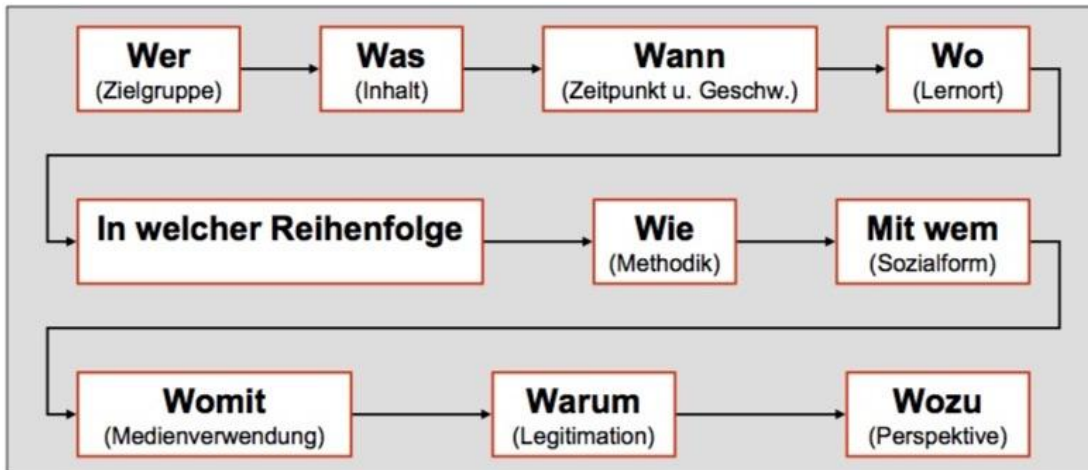 Wer
(Zielgruppe)
Was
(Inhalt)
Wann
(Zeitpunkt u. Geschw.)
Wo
(Lernort)
In welcher Reihenfolge
Wie
(Methodik)
Mit wem
(Sozialform)
Womit
(Medienverwendung)
Warum
(Legitimation)
Wozu
(Perspektive)